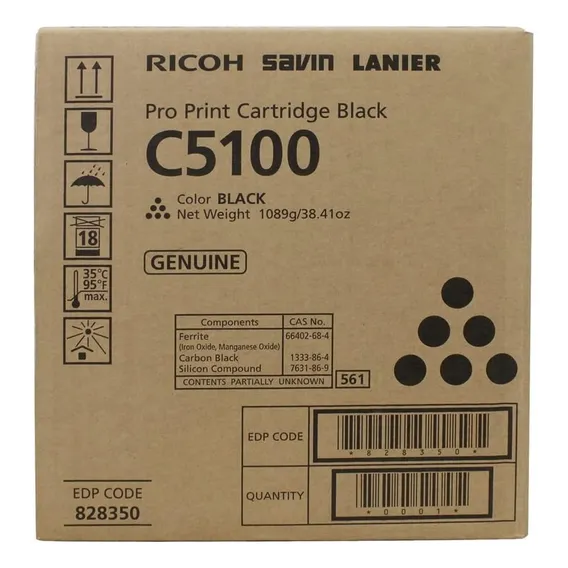 RICOH savin LANIER
Pro Print Cartridge Black
C5100
Color BLACK
Net Weight 1089g/38.41oz
GENUINE
18
35°C
95°F
max.
Components CAS No.
Ferrite 66402-68-4
(Iron Oxide, Manganese Oxide)
Carbon Black 1333-86-4
Silicon Compound 7631-86-9
CONTENTS PARTIALLY UNKNOWN
561
EDP CODE
*828350*
QUANTITY
*0001*
EDP CODE
828350